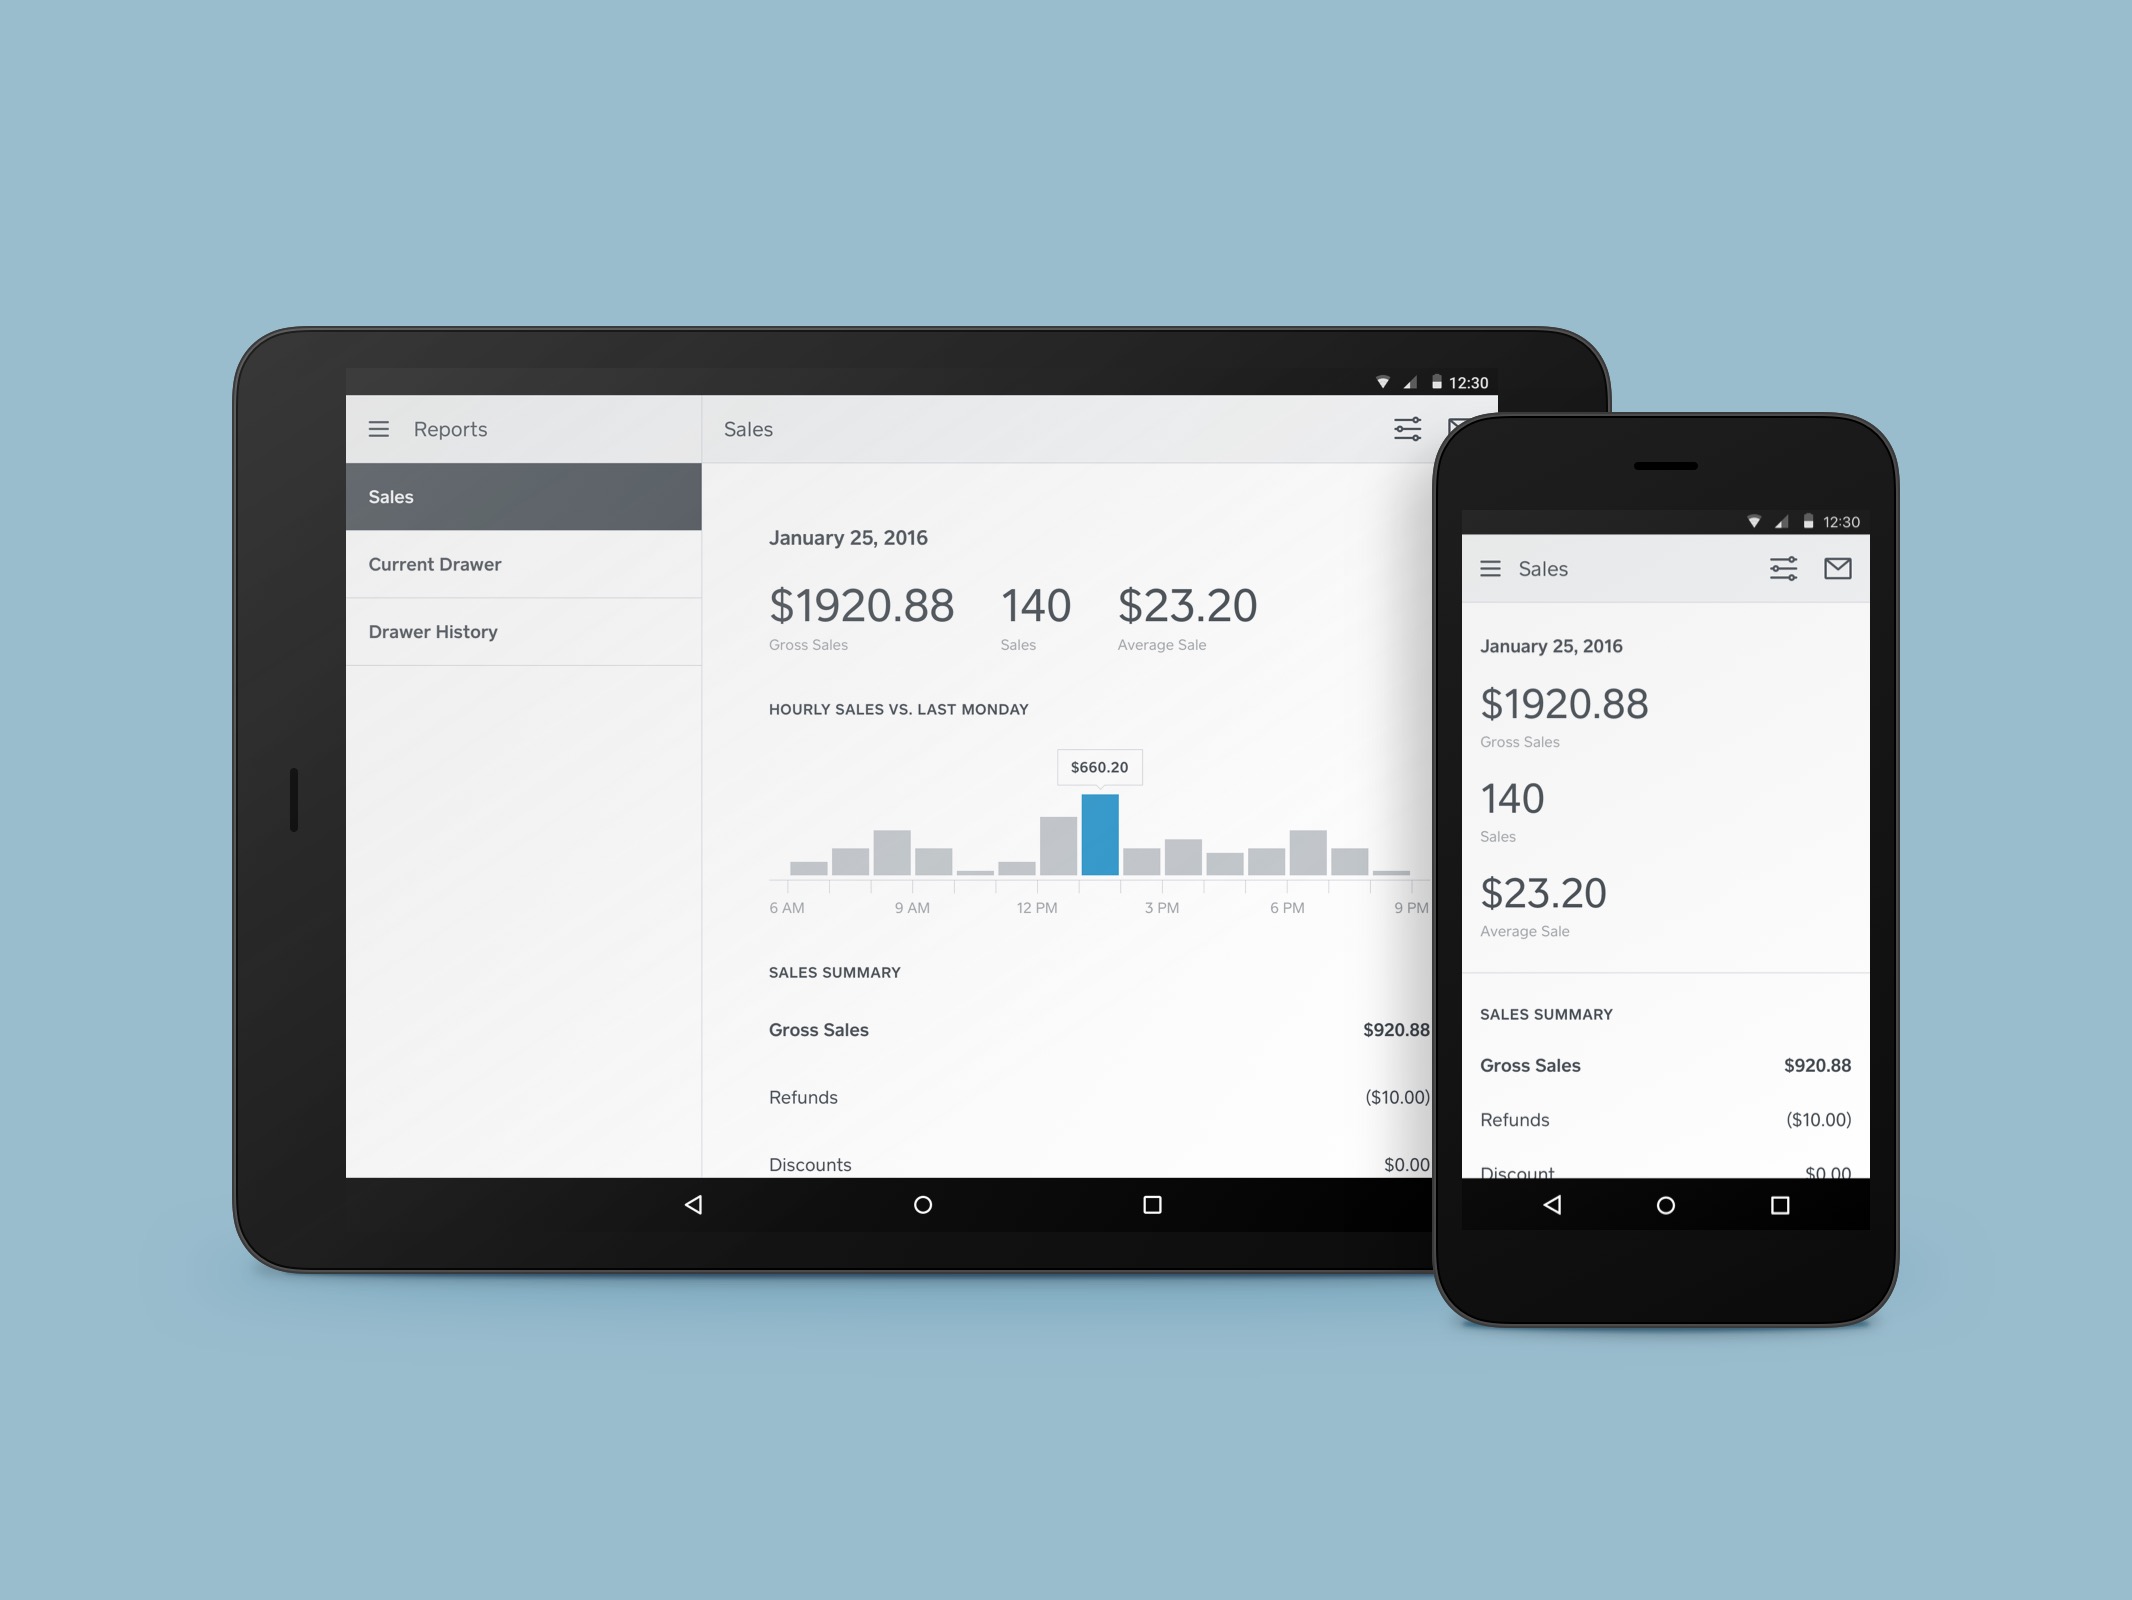 12:30
Reports
Sales
Sales
Current Drawer
Drawer History
January 25, 2016
$1920.88 140 $23.20
Gross Sales Sales Average Sale
HOURLY SALES VS. LAST MONDAY
$660.20
6 AM 9 AM 12 PM 3 PM 6 PM 9 PM
SALES SUMMARY
Gross Sales $920.88
Refunds ($10.00)
Discounts $0.00
12:30
Sales
January 25, 2016
$1920.88
Gross Sales
140
Sales
$23.20
Average Sale
SALES SUMMARY
Gross Sales $920.88
Refunds ($10.00)
Discount $0.00